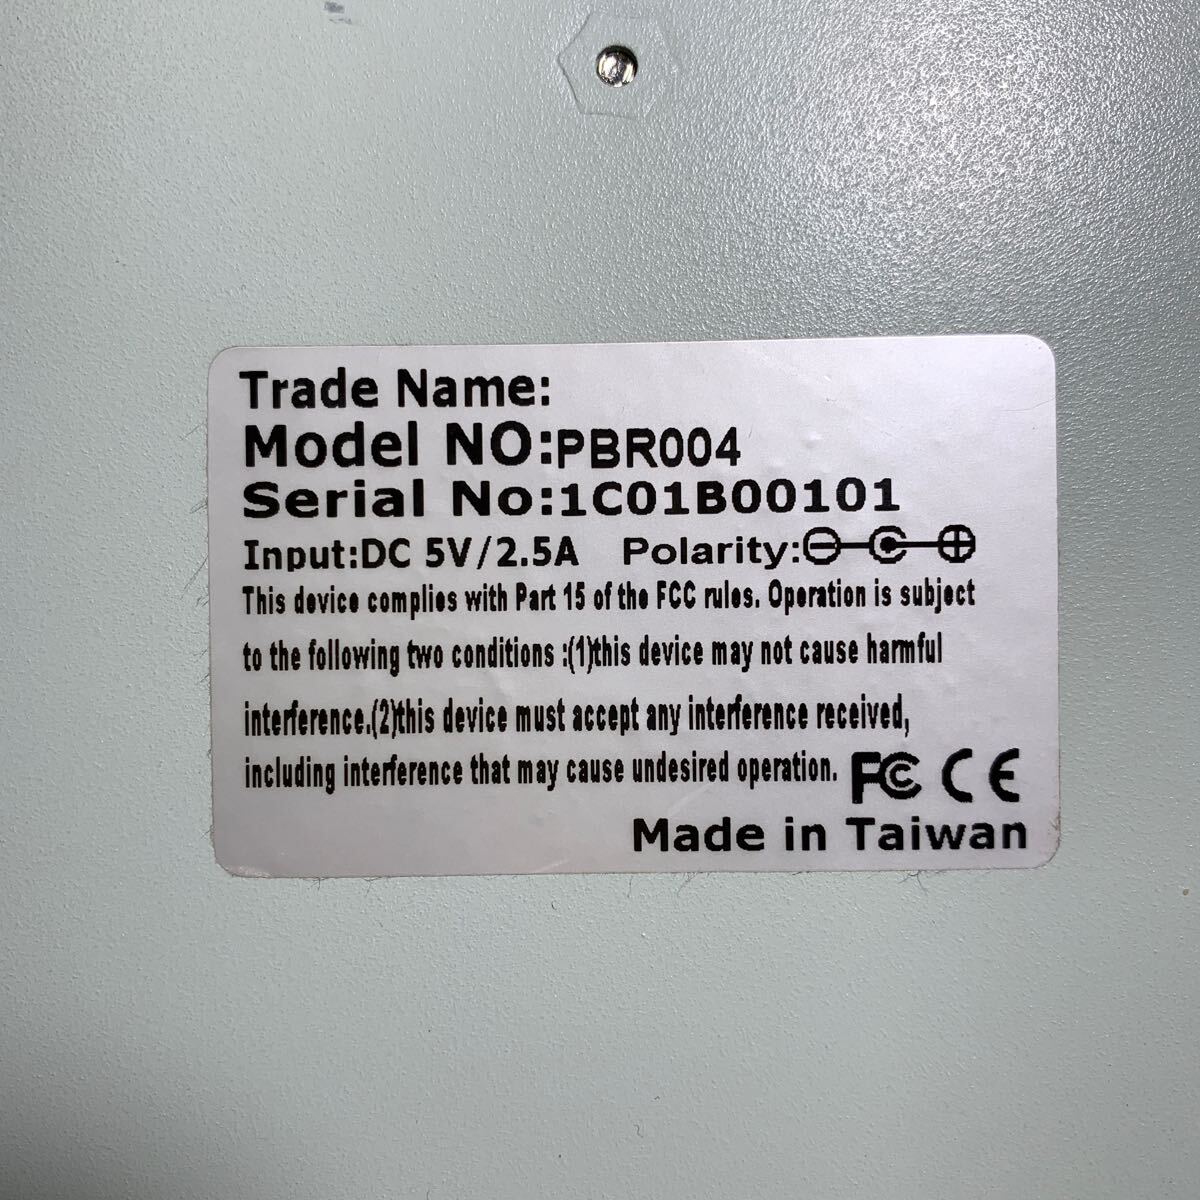 Trade Name:
Model NO:PBR004
Serial No:1C01B00101
Input:DC 5V/2.5A Polarity:
This device complies with Part 15 of the FCC rules. Operation is subject
to the following two conditions :(1)this device may not cause harmful
interference.(2)this device must accept any interference received,
including interference that may cause undesired operation. FC CE
Made in Taiwan